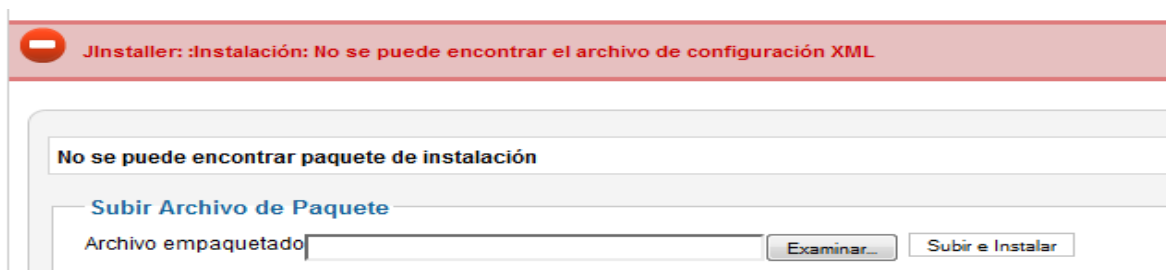 JInstaller: :Instalación: No se puede encontrar el archivo de configuración XML
No se puede encontrar paquete de instalación
Subir Archivo de Paquete
Archivo empaquetado Examinar... Subir e Instalar